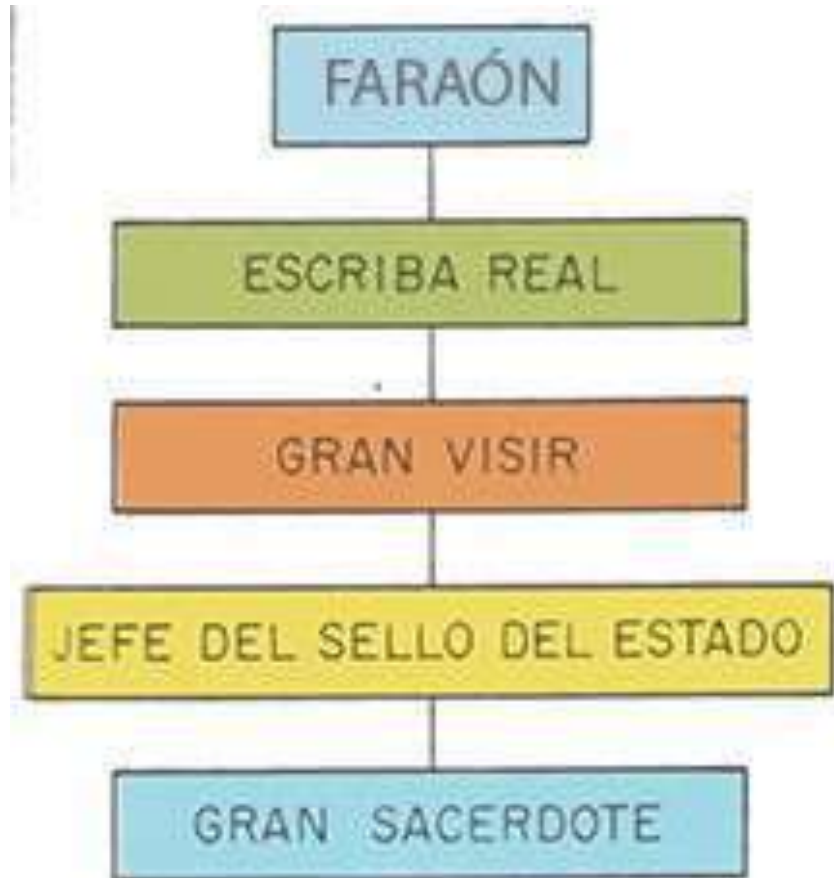 FARAÓN
ESCRIBA REAL
GRAN VISIR
JEFE DEL SELLO DEL ESTADO
GRAN SACERDOTE